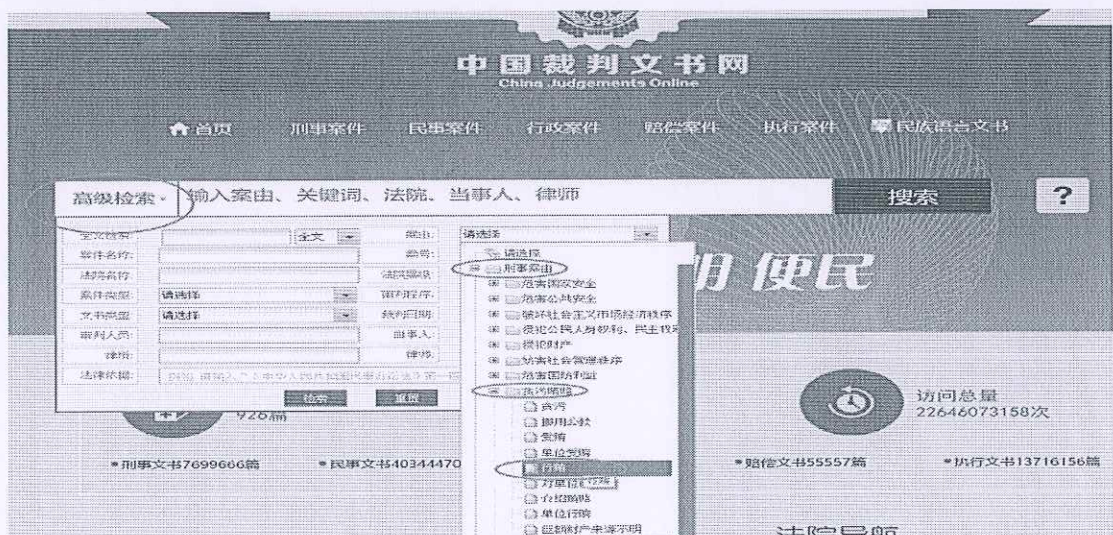 中国裁判文书网
China Judgements Online
首页 刑事案件 民事案件 行政案件 赔偿案件 执行案件 民族语言文书
高级检索 输入案由、关键词、法院、当事人、律师 搜索 ?
全文检索: 全文 案由: 请选择
案件名称: 案号: 请选择
法院名称: 法院层级: 刑事案由
案件类型: 请选择 审判程序: 危害国家安全
文书类型: 请选择 裁判日期: 危害公共安全
审判人员: 当事人: 破坏社会主义市场经济秩序
律所: 律师: 侵犯公民人身权利、民主权
法律依据: 侵犯财产
检索 重置 妨害社会管理秩序
危害国防利益
贪污贿赂
贪污
挪用公款
受贿
单位受贿
行贿
对单位行贿
介绍贿赂
单位行贿
巨额财产来源不明
便民
926篇
访问总量
22646073158次
刑事文书7699666篇 民事文书40344470 赔偿文书55557篇 执行文书13716156篇
法院导航